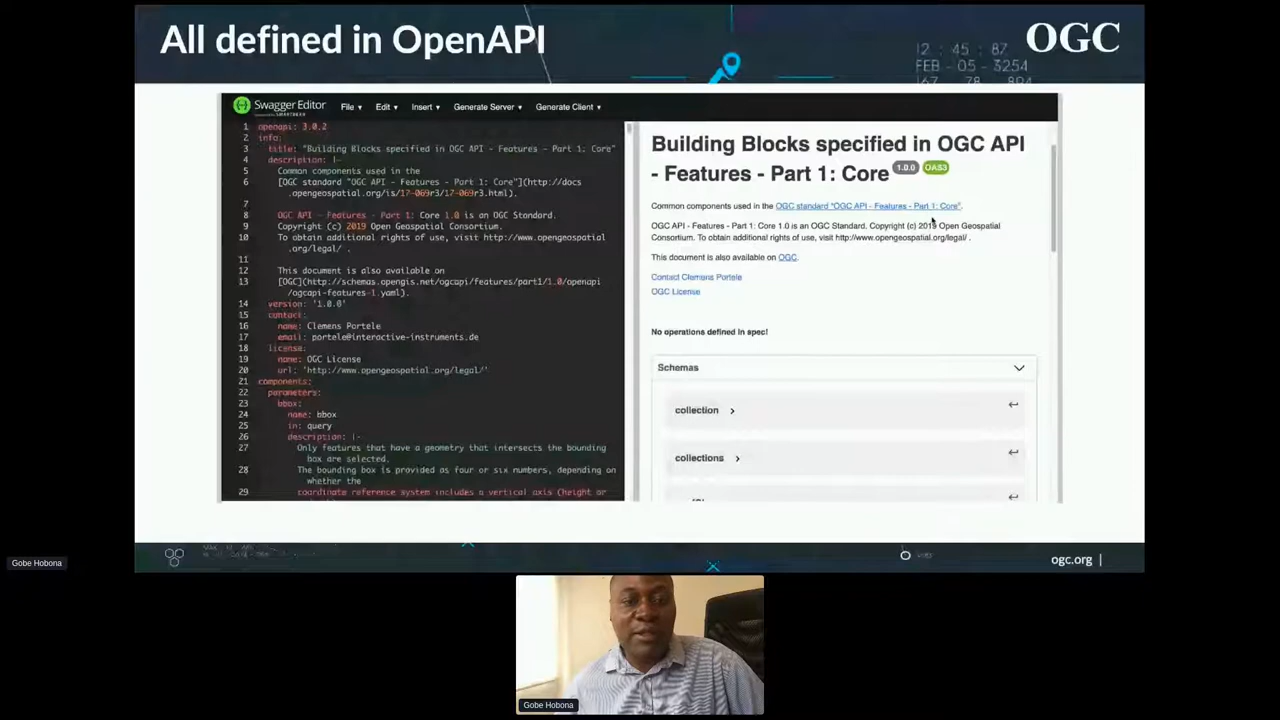 All defined in OpenAPI
OGC
12 : 45 : 87
FEB - 05 - 3254
Swagger Editor
File
Edit
Insert
Generate Server
Generate Client
1 openapi: 3.0.2
2 info:
3 title: "Building Blocks specified in OGC API - Features - Part 1: Core"
4 description: |-
5 Common components used in the
6 [OGC standard "OGC API - Features - Part 1: Core"](http://docs
.opengeospatial.org/is/17-069r3/17-069r3.html).
7
8 OGC API - Features - Part 1: Core 1.0 is an OGC Standard.
9 Copyright (c) 2019 Open Geospatial Consortium.
10 To obtain additional rights of use, visit http://www.opengeospatial
.org/legal/ .
11
12 This document is also available on
13 [OGC](http://schemas.opengis.net/ogcapi/features/part1/1.0/openapi
/ogcapi-features-1.yaml).
14 version: '1.0.0'
15 contact:
16 name: Clemens Portele
17 email: portele@interactive-instruments.de
18 license:
19 name: OGC License
20 url: 'http://www.opengeospatial.org/legal/'
21 components:
22 parameters:
23 bbox:
24 name: bbox
25 in: query
26 description: |-
27 Only features that have a geometry that intersects the bounding
box are selected.
28 The bounding box is provided as four or six numbers, depending on
whether the
29 coordinate reference system includes a vertical axis (height or
Building Blocks specified in OGC API
- Features - Part 1: Core 1.0.0 OAS3
Common components used in the OGC standard "OGC API - Features - Part 1: Core".
OGC API - Features - Part 1: Core 1.0 is an OGC Standard. Copyright (c) 2019 Open Geospatial
Consortium. To obtain additional rights of use, visit http://www.opengeospatial.org/legal/ .
This document is also available on OGC.
Contact Clemens Portele
OGC License
No operations defined in spec!
Schemas
collection
collections
ogc.org |
Gobe Hobona
Gobe Hobona